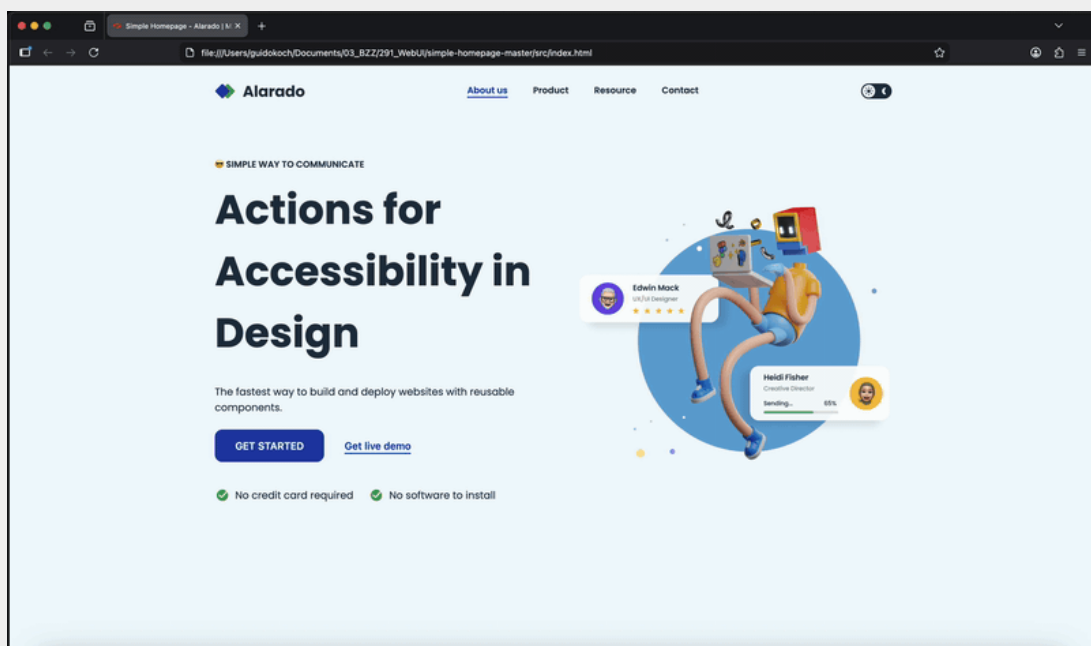 Simple Homepage - Alarado | M
file:///Users/guidokoch/Documents/03_BZZ/291_WebUI/simple-homepage-master/src/index.html
Alarado
About us
Product
Resource
Contact
😎 SIMPLE WAY TO COMMUNICATE
Actions for
Accessibility in
Design
Edwin Mack
UX/UI Designer
Heidi Fisher
Creative Director
Sending...
65%
The fastest way to build and deploy websites with reusable
components.
GET STARTED
Get live demo
No credit card required
No software to install